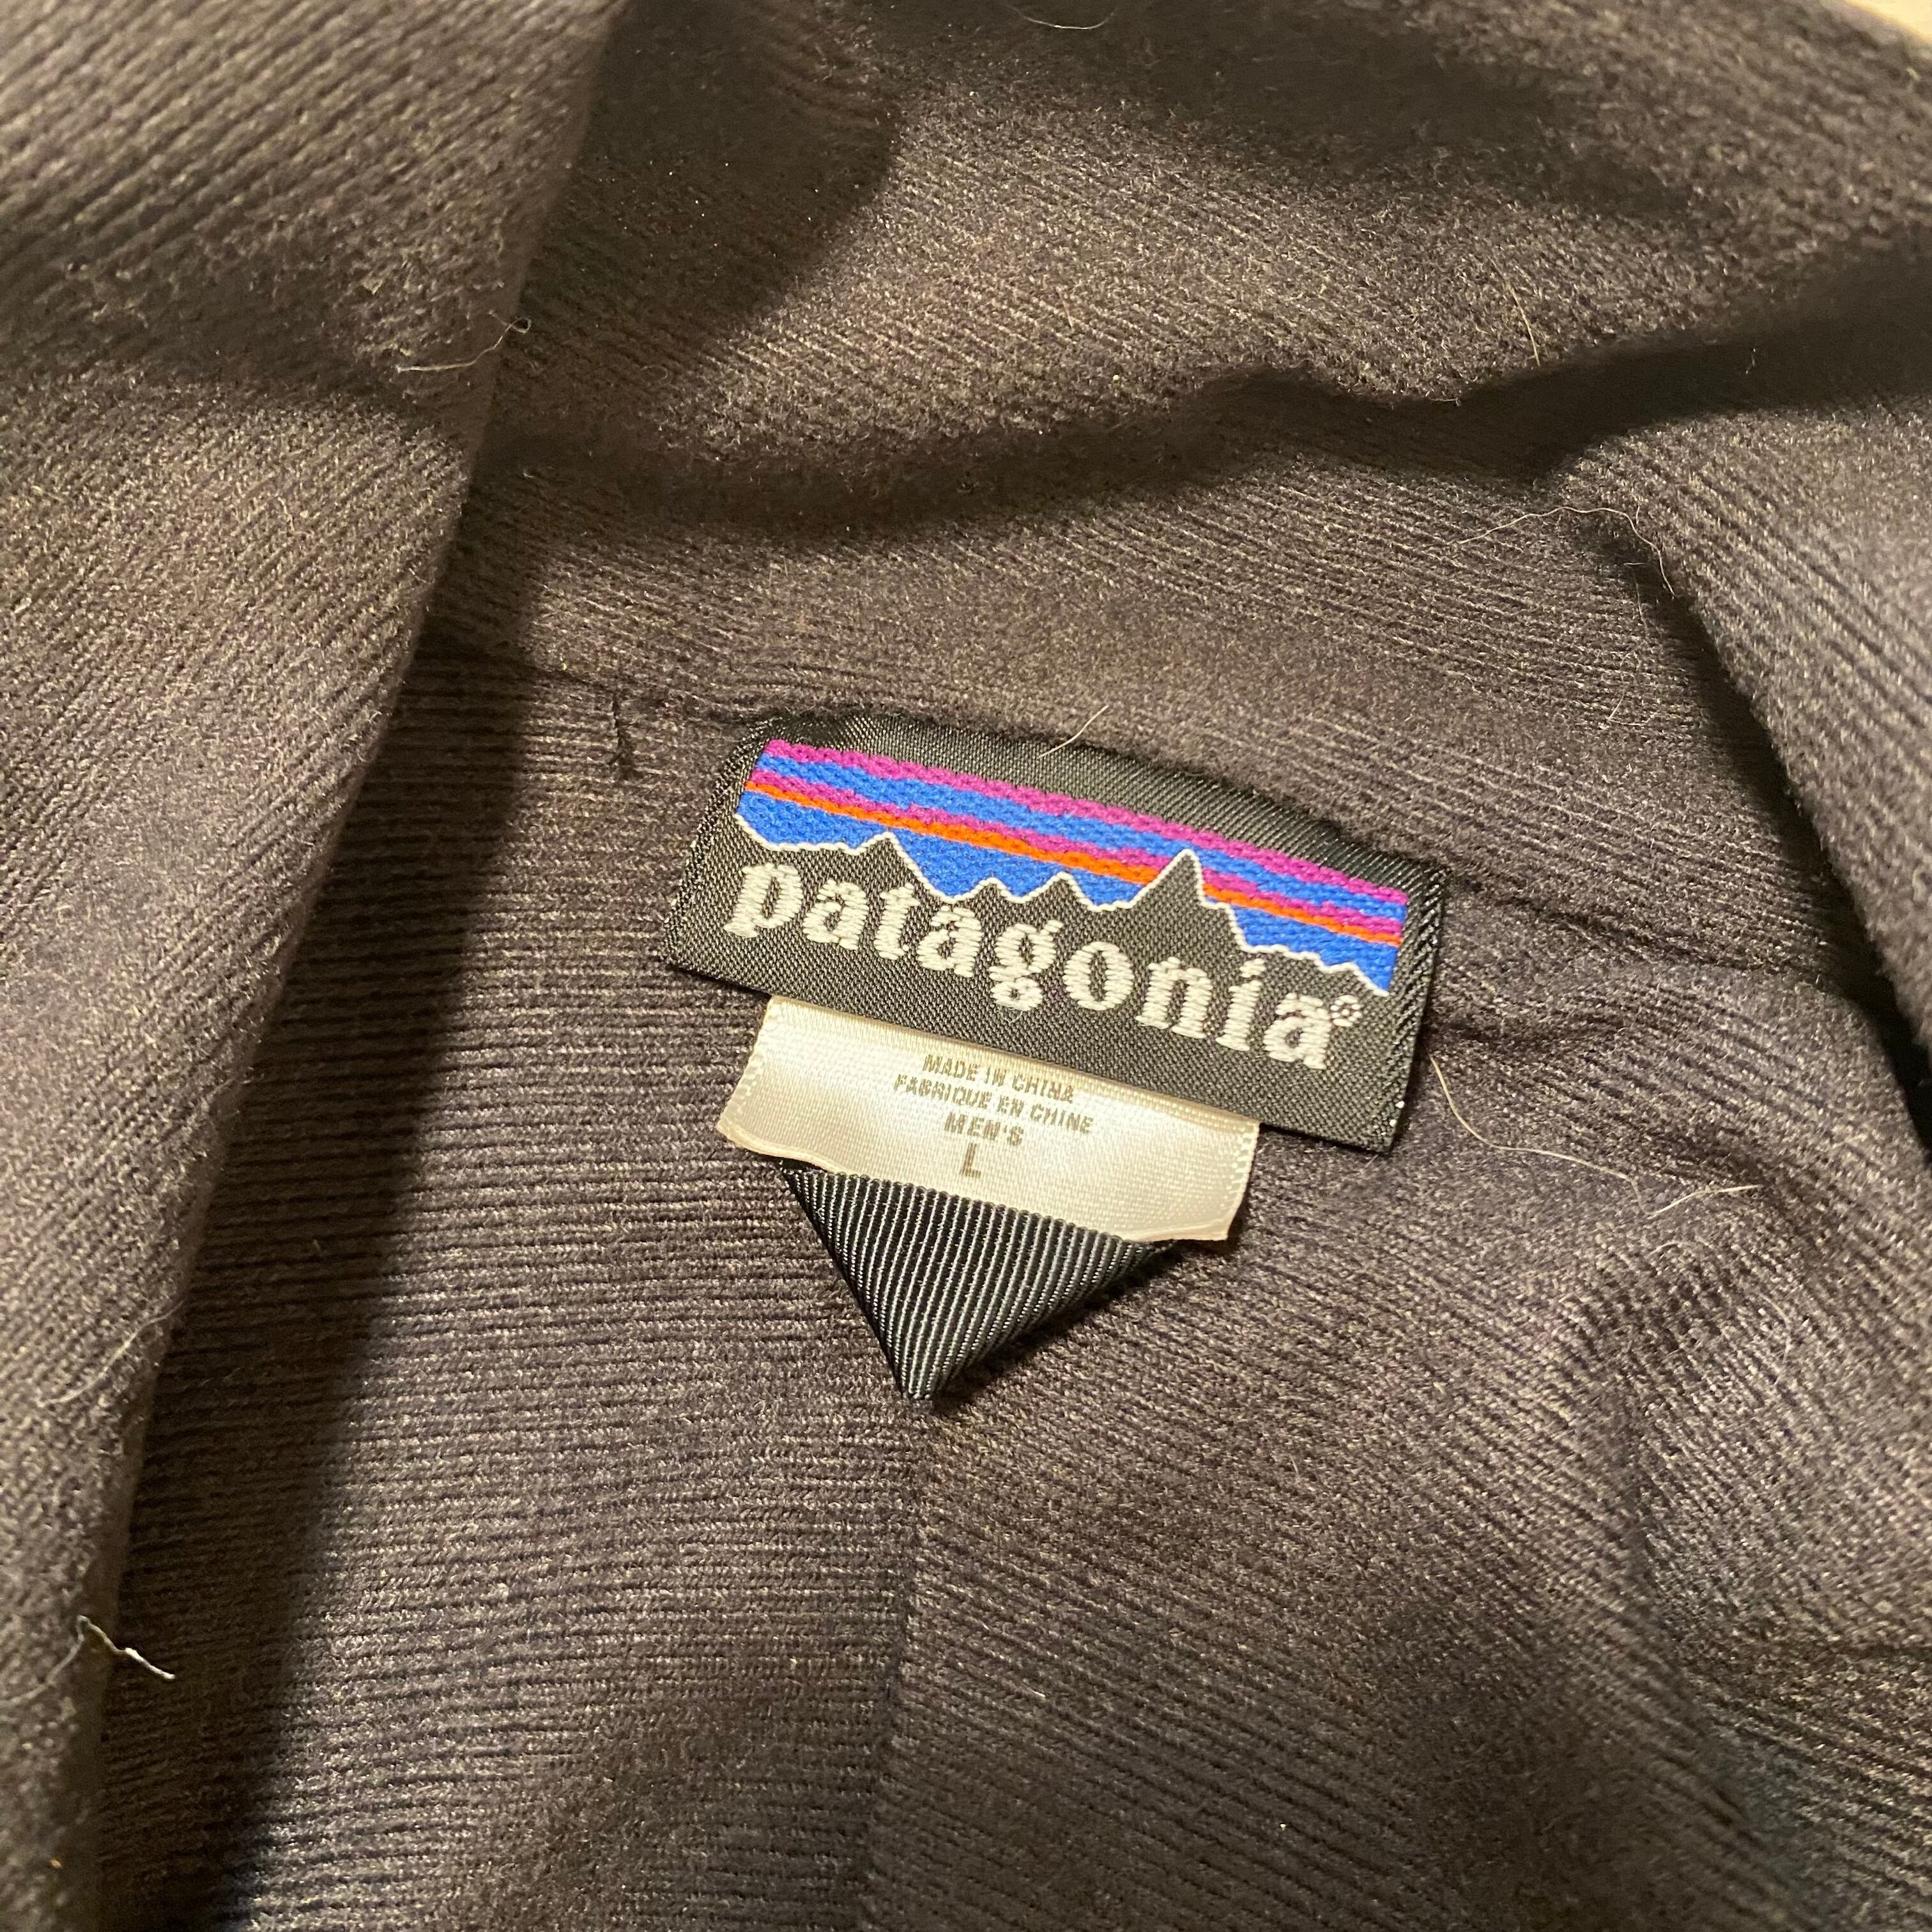 patagonia®
MADE IN CHINA
FABRIQUE EN CHINE
MEN'S
L